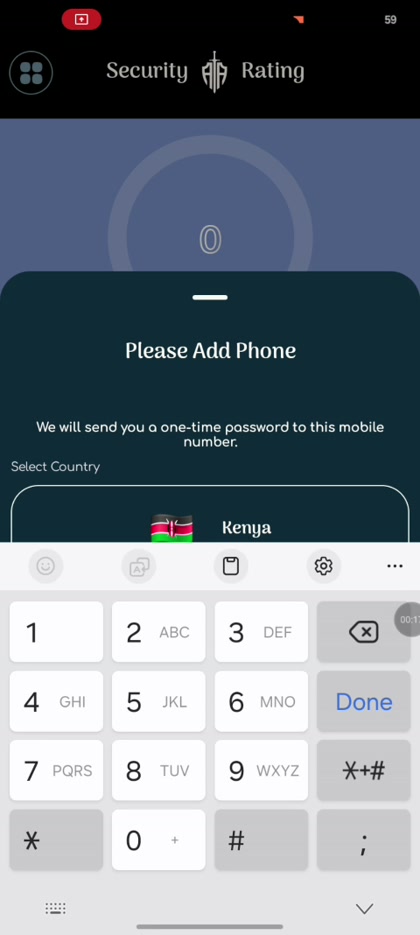 59
Security Rating
0
Please Add Phone
We will send you a one-time password to this mobile
number.
Select Country
Kenya
1 2 ABC 3 DEF
00:1
4 GHI 5 JKL 6 MNO Done
7 PQRS 8 TUV 9 WXYZ *+#
* 0 + # ;